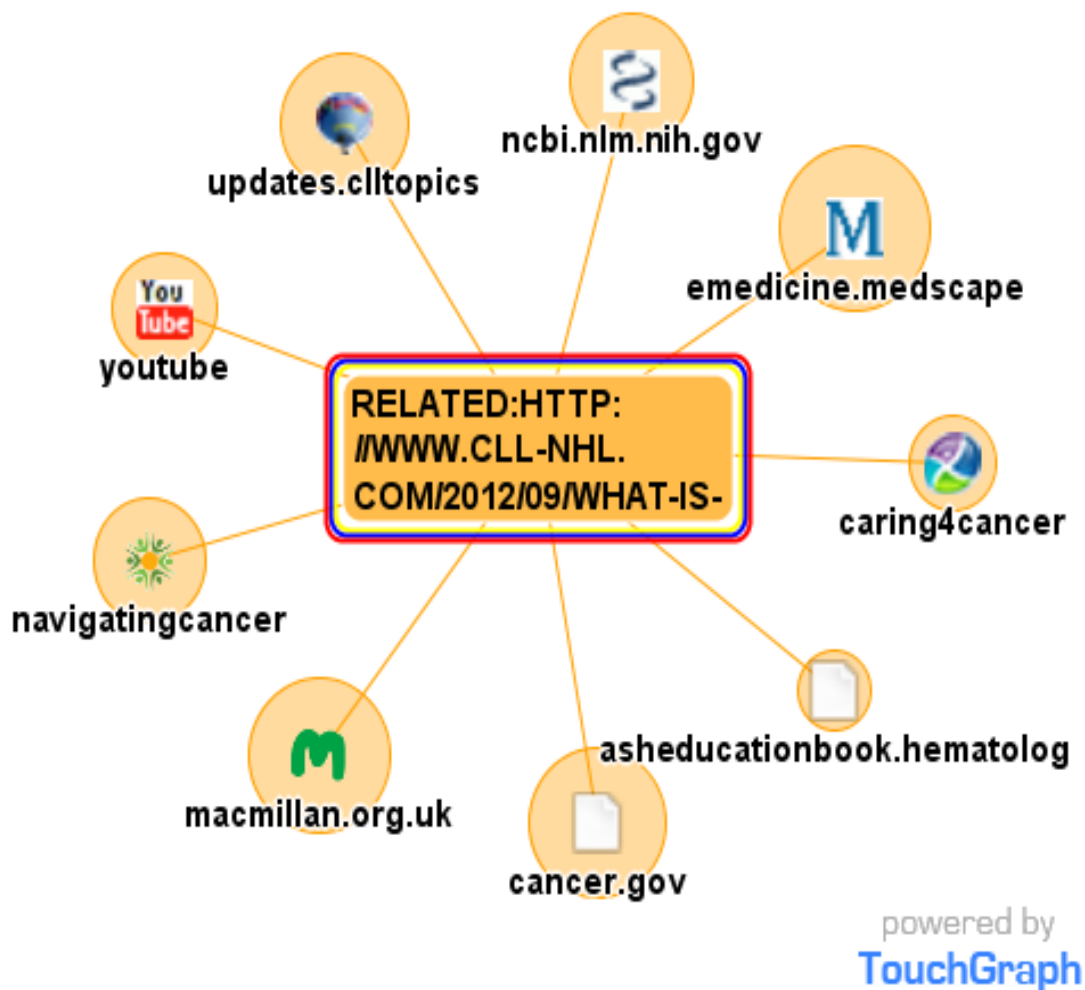 ncbi.nlm.nih.gov
updates.clltopics
M
emedicine.medscape
You
Tube
youtube
RELATED:HTTP:
//WWW.CLL-NHL.
COM/2012/09/WHAT-IS-
caring4cancer
navigatingcancer
asheducationbook.hematolog
m
macmillan.org.uk
cancer.gov
powered by
TouchGraph